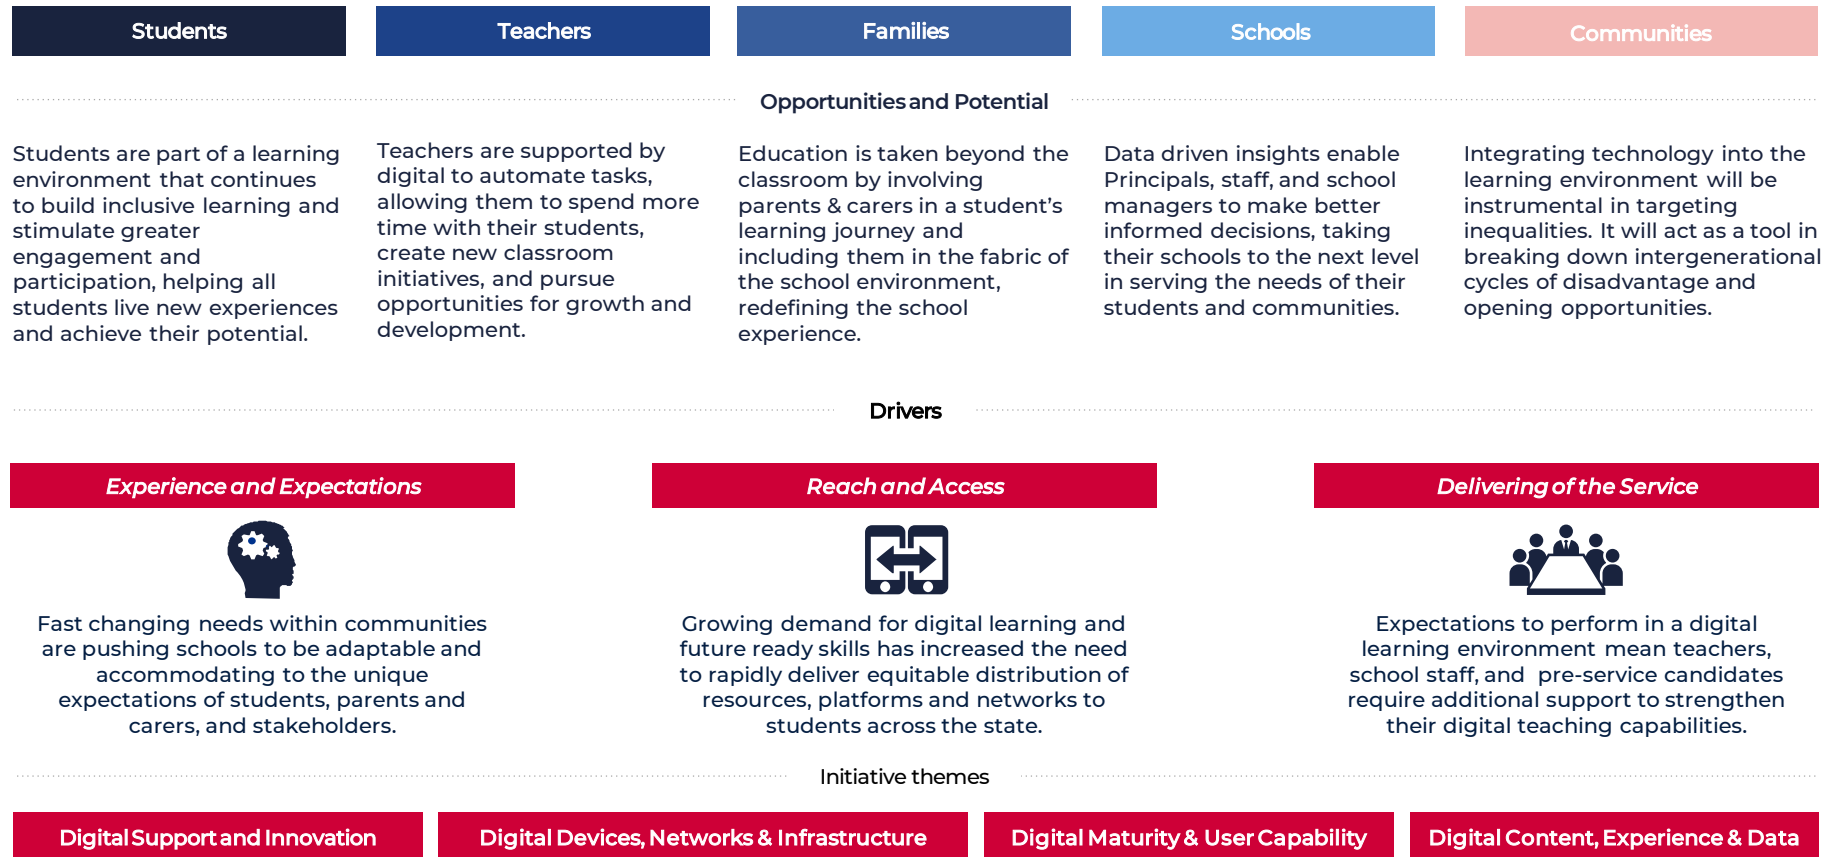 Students
Teachers
Families
Schools
Communities
Opportunities and Potential
Students are part of a learning
environment that continues
to build inclusive learning and
stimulate greater
engagement and
participation, helping all
students live new experiences
and achieve their potential.
Teachers are supported by
digital to automate tasks,
allowing them to spend more
time with their students,
create new classroom
initiatives, and pursue
opportunities for growth and
development.
Education is taken beyond the
classroom by involving
parents & carers in a student’s
learning journey and
including them in the fabric of
the school environment,
redefining the school
experience.
Data driven insights enable
Principals, staff, and school
managers to make better
informed decisions, taking
their schools to the next level
in serving the needs of their
students and communities.
Integrating technology into the
learning environment will be
instrumental in targeting
inequalities. It will act as a tool in
breaking down intergenerational
cycles of disadvantage and
opening opportunities.
Drivers
Experience and Expectations
Fast changing needs within communities
are pushing schools to be adaptable and
accommodating to the unique
expectations of students, parents and
carers, and stakeholders.
Reach and Access
Growing demand for digital learning and
future ready skills has increased the need
to rapidly deliver equitable distribution of
resources, platforms and networks to
students across the state.
Delivering of the Service
Expectations to perform in a digital
learning environment mean teachers,
school staff, and pre-service candidates
require additional support to strengthen
their digital teaching capabilities.
Initiative themes
Digital Support and Innovation
Digital Devices, Networks & Infrastructure
Digital Maturity & User Capability
Digital Content, Experience & Data